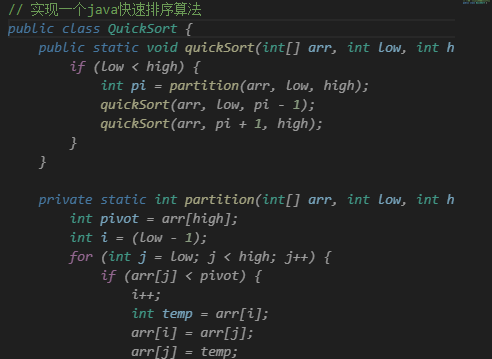 // 实现一个java快速排序算法
public class QuickSort {
    public static void quickSort(int[] arr, int low, int h
        if (low < high) {
            int pi = partition(arr, low, high);
            quickSort(arr, low, pi - 1);
            quickSort(arr, pi + 1, high);
        }
    }

    private static int partition(int[] arr, int low, int h
        int pivot = arr[high];
        int i = (low - 1);
        for (int j = low; j < high; j++) {
            if (arr[j] < pivot) {
                i++;
                int temp = arr[i];
                arr[i] = arr[j];
                arr[j] = temp;